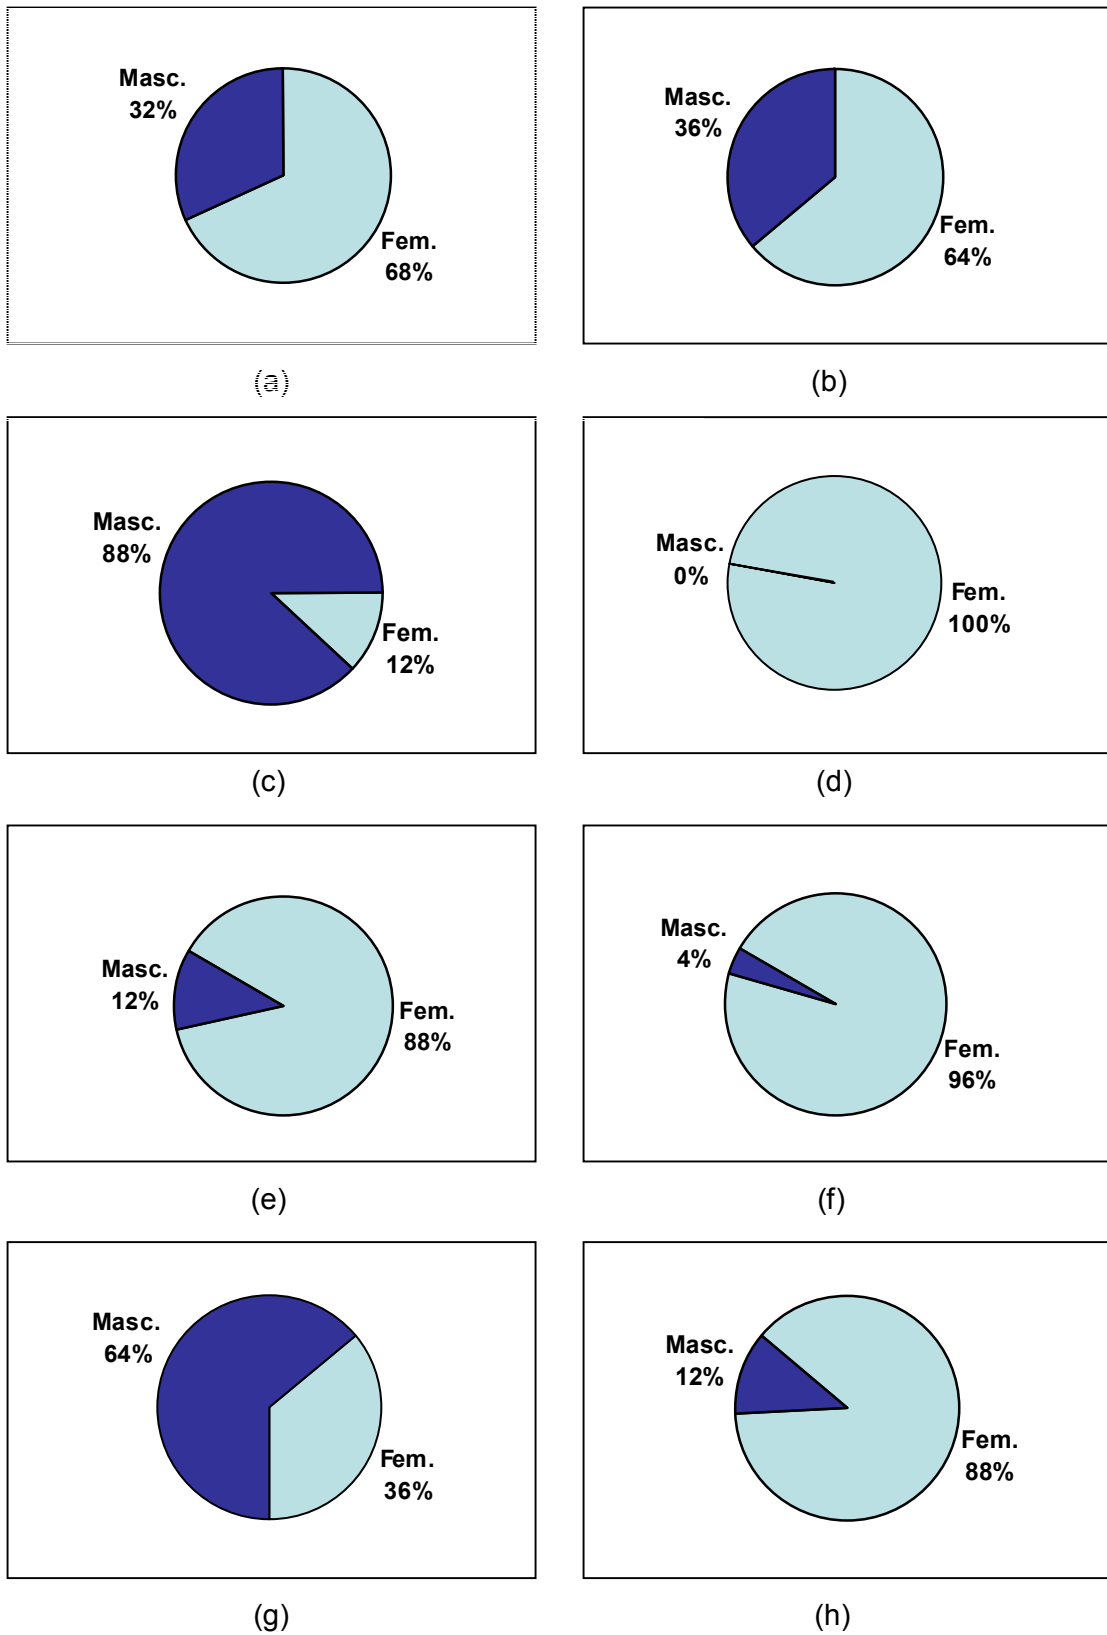 Masc.
32%
Fem.
68%
(a)
Masc.
36%
Fem.
64%
(b)
Masc.
88%
Fem.
12%
(c)
Masc.
0%
Fem.
100%
(d)
Masc.
12%
Fem.
88%
(e)
Masc.
4%
Fem.
96%
(f)
Masc.
64%
Fem.
36%
(g)
Masc.
12%
Fem.
88%
(h)